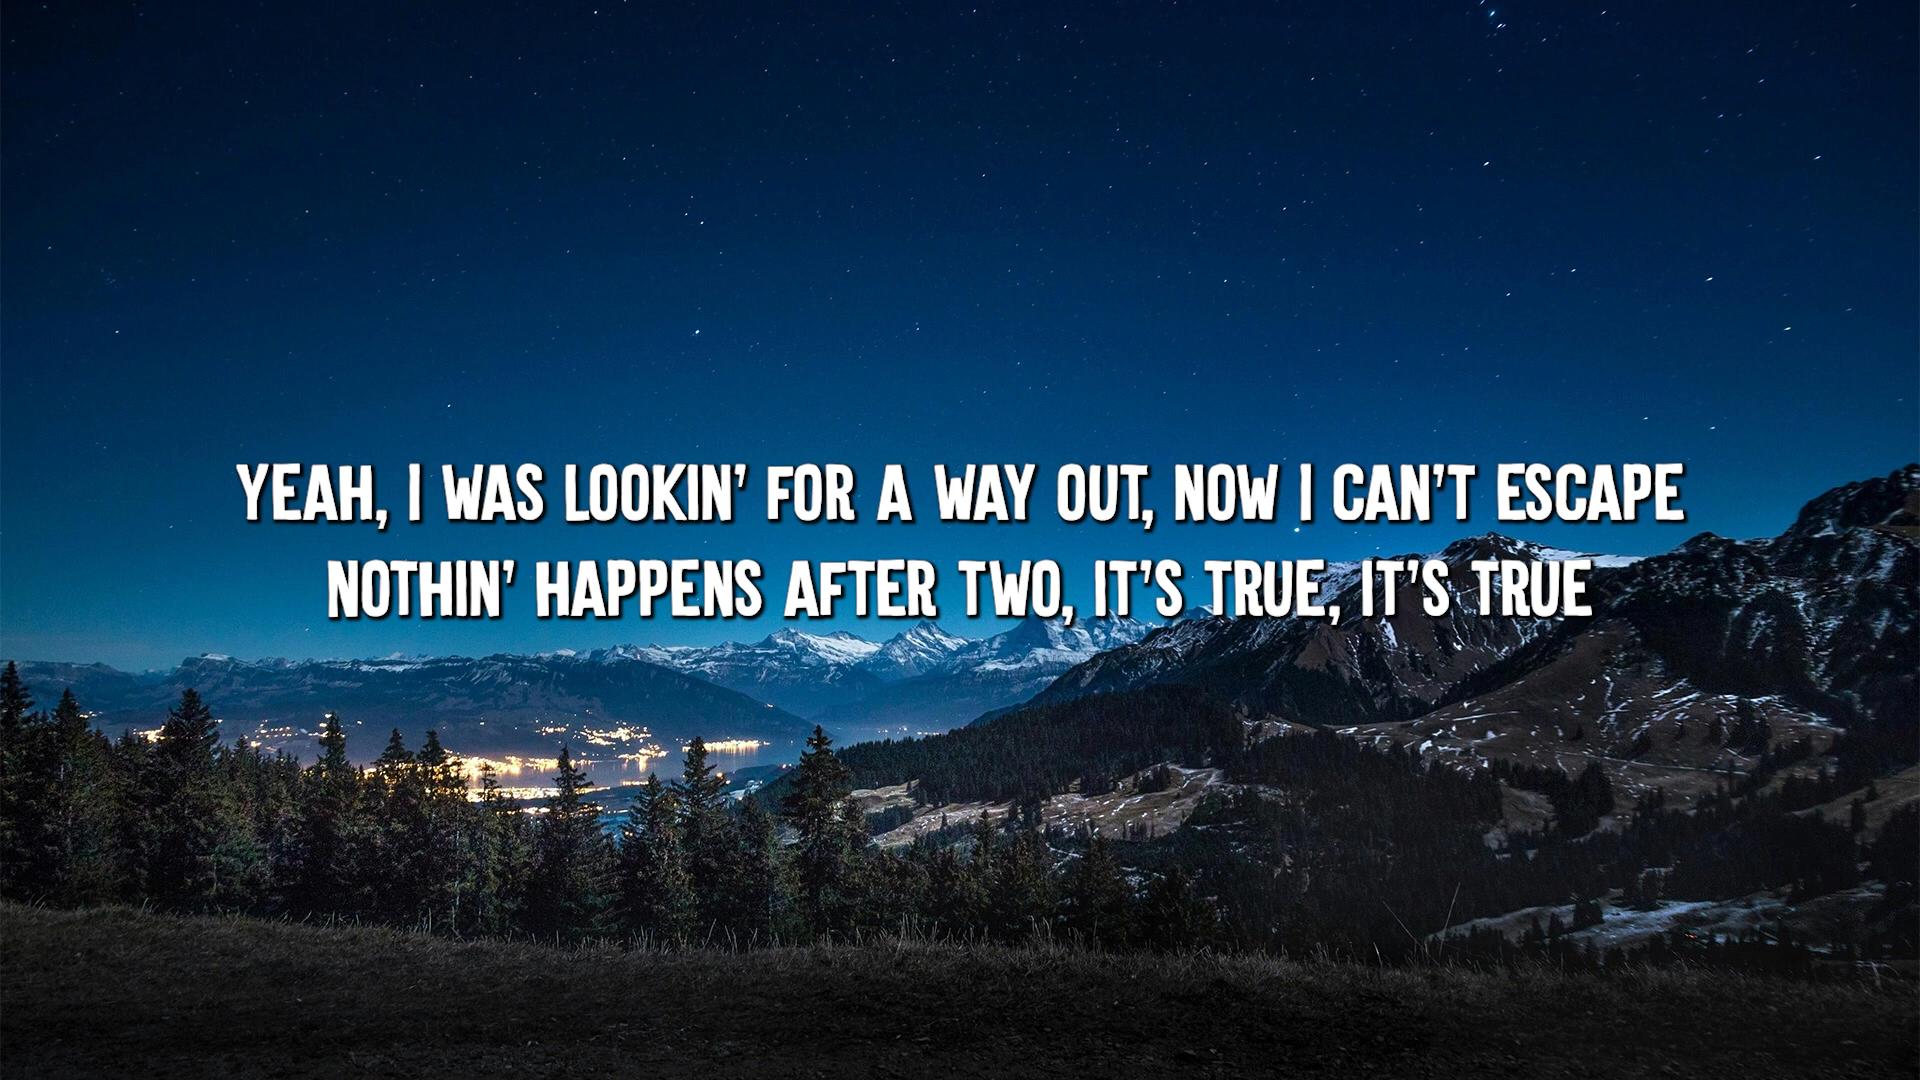 YEAH, I WAS LOOKIN' FOR A WAY OUT, NOW I CAN'T ESCAPE
NOTHIN' HAPPENS AFTER TWO, IT'S TRUE, IT'S TRUE